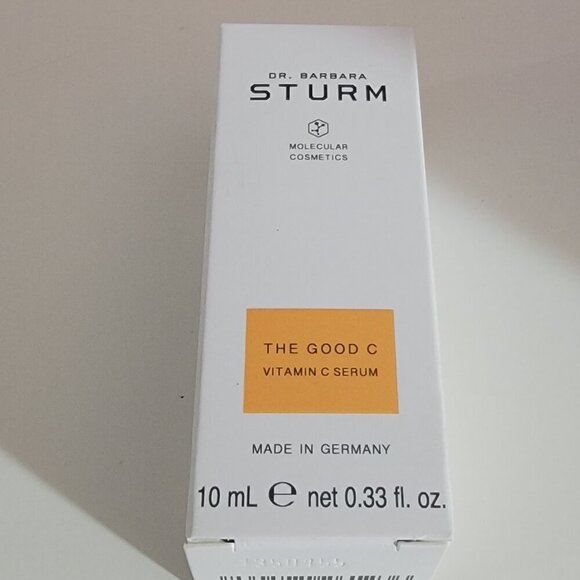 DR. BARBARA
STURM
MOLECULAR
COSMETICS
THE GOOD C
VITAMIN C SERUM
MADE IN GERMANY
10 mL ℮ net 0.33 fl. oz.